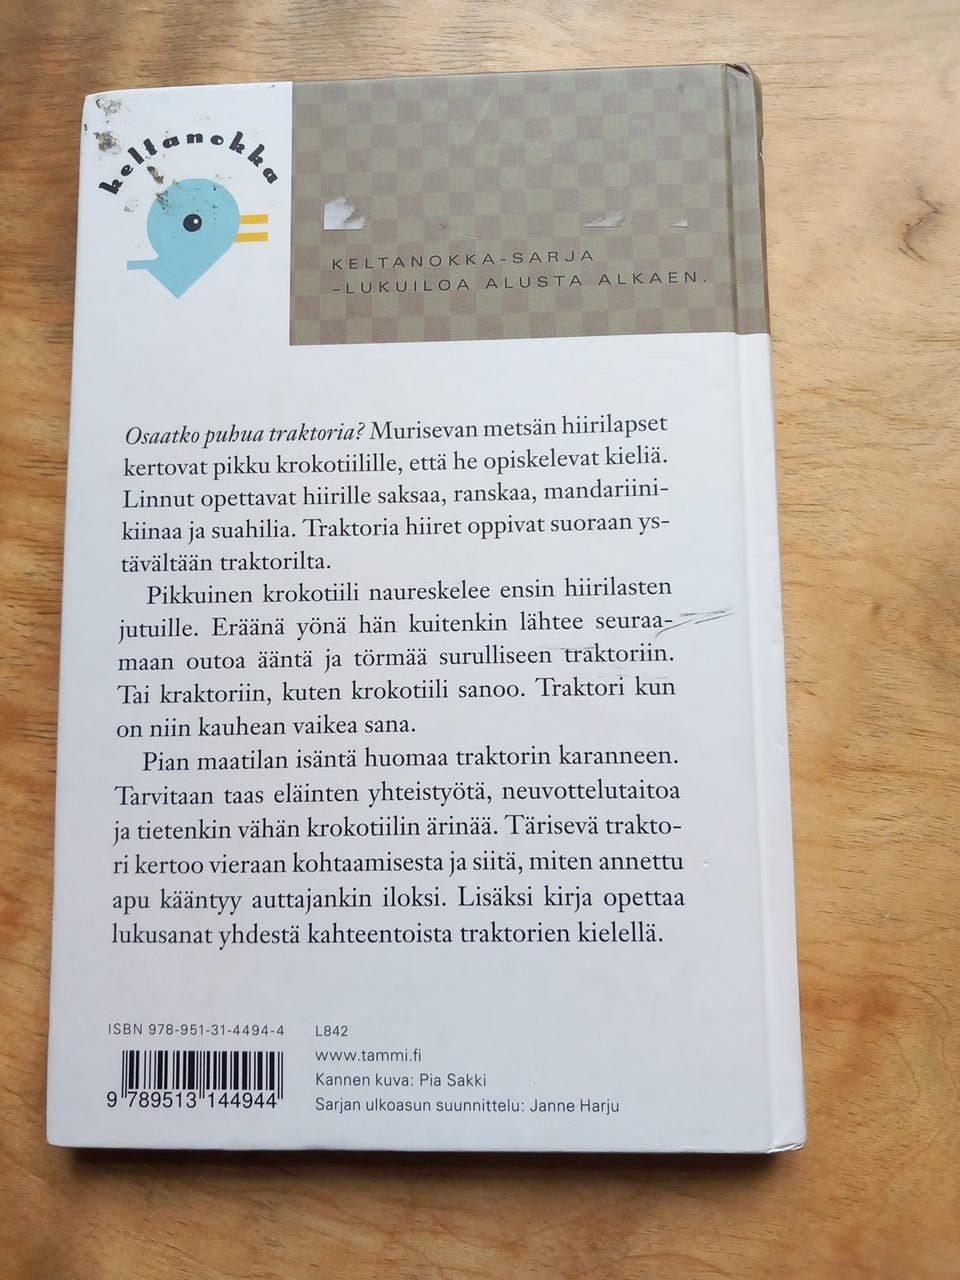 keltanokka
KELTANOKKA-SARJA
–LUKUILOA ALUSTA ALKAEN.
Osaatko puhua traktoria? Murisevan metsän hiirilapset
kertovat pikku krokotiilille, että he opiskelevat kieliä.
Linnut opettavat hiirille saksaa, ranskaa, mandariini-
kiinaa ja suahilia. Traktoria hiiret oppivat suoraan ys-
tävältään traktorilta.
Pikkuinen krokotiili naureskelee ensin hiirilasten
jutuille. Eräänä yönä hän kuitenkin lähtee seuraa-
maan outoa ääntä ja törmää surulliseen traktoriin.
Tai kraktoriin, kuten krokotiili sanoo. Traktori kun
on niin kauhean vaikea sana.
Pian maatilan isäntä huomaa traktorin karanneen.
Tarvitaan taas eläinten yhteistyötä, neuvottelutaitoa
ja tietenkin vähän krokotiilin ärinää. Tärisevä trakto-
ri kertoo vieraan kohtaamisesta ja siitä, miten annettu
apu kääntyy auttajankin iloksi. Lisäksi kirja opettaa
lukusanat yhdestä kahteentoista traktorien kielellä.
ISBN 978-951-31-4494-4
9 789513 144944
L842
www.tammi.fi
Kannen kuva: Pia Sakki
Sarjan ulkoasun suunnittelu: Janne Harju